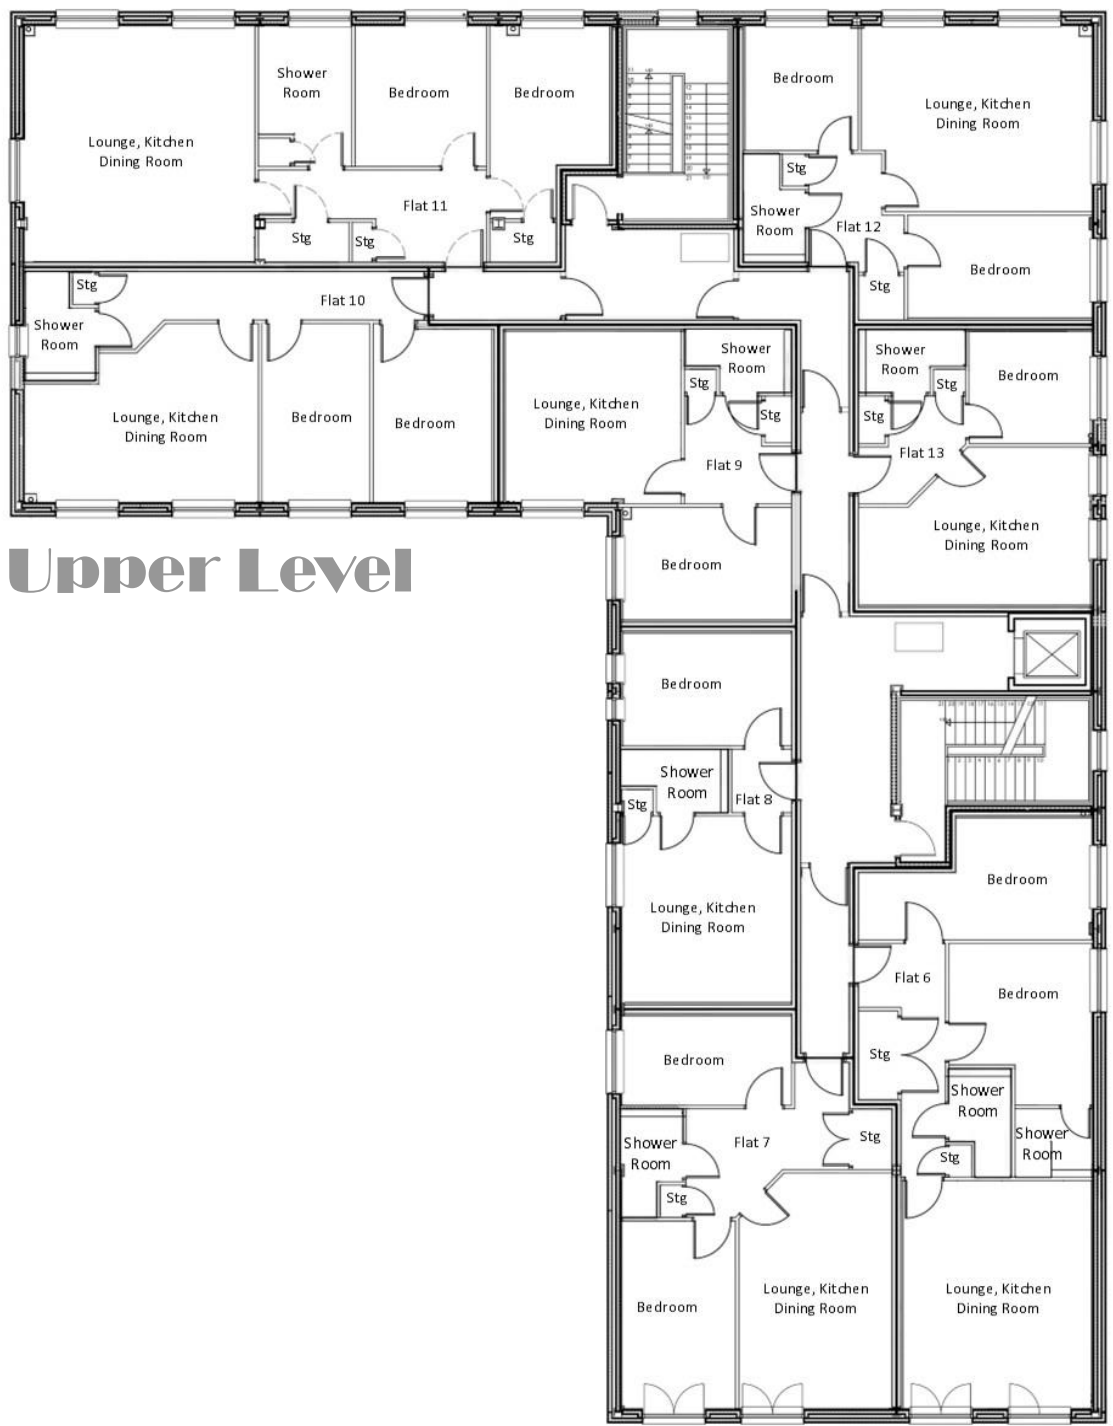 Shower
Room
Bedroom
Bedroom
Lounge, Kitchen
Dining Room
Flat 11
Stg
Stg
Stg
Bedroom
Lounge, Kitchen
Dining Room
Stg
Shower
Room
Flat 12
Bedroom
Stg
Stg
Flat 10
Shower
Room
Lounge, Kitchen
Dining Room
Bedroom
Bedroom
Lounge, Kitchen
Dining Room
Shower
Room
Stg
Stg
Flat 9
Bedroom
Shower
Room
Stg
Bedroom
Stg
Flat 13
Lounge, Kitchen
Dining Room
Upper Level
Bedroom
Shower
Room
Stg
Flat 8
Lounge, Kitchen
Dining Room
Bedroom
Flat 6
Bedroom
Stg
Shower
Room
Shower
Room
Stg
Lounge, Kitchen
Dining Room
Bedroom
Flat 7
Stg
Shower
Room
Stg
Bedroom
Lounge, Kitchen
Dining Room